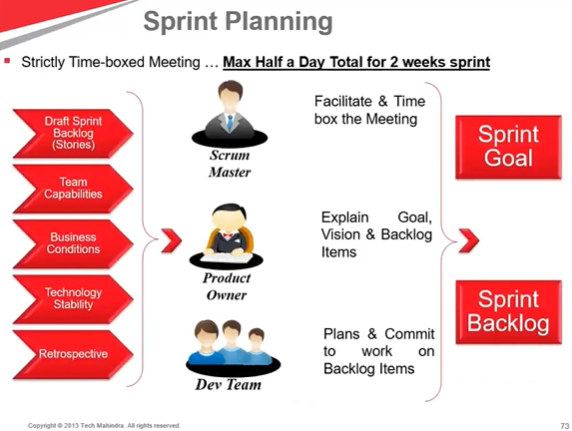 Sprint Planning
Strictly Time-boxed Meeting … Max Half a Day Total for 2 weeks sprint
Draft Sprint
Backlog
(Stories)
Team
Capabilities
Business
Conditions
Technology
Stability
Retrospective
Scrum
Master
Product
Owner
Dev Team
Facilitate & Time
box the Meeting
Explain Goal,
Vision & Backlog
Items
Plans & Commit
to work on
Backlog Items
Sprint
Goal
Sprint
Backlog
Copyright © 2013 Tech Mahindra. All rights reserved.
73